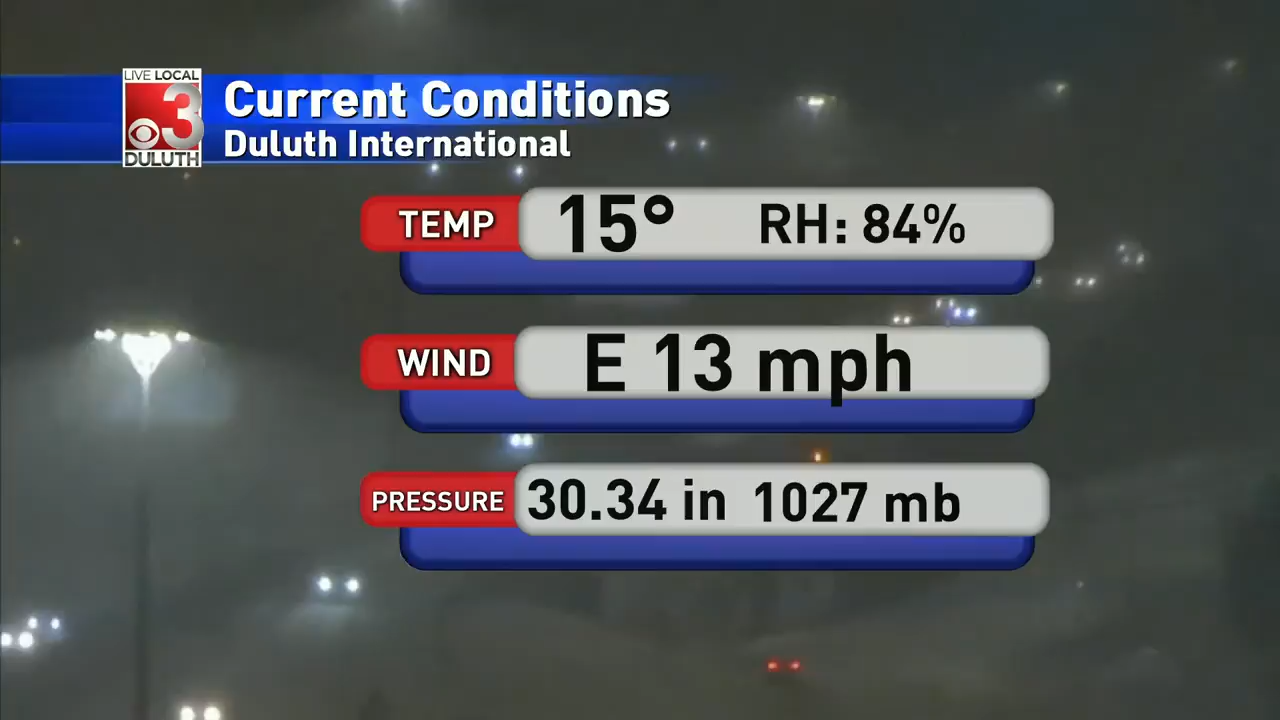 LIVE LOCAL
3
DULUTH
Current Conditions
Duluth International
TEMP 15° RH: 84%
WIND E 13 mph
PRESSURE 30.34 in 1027 mb